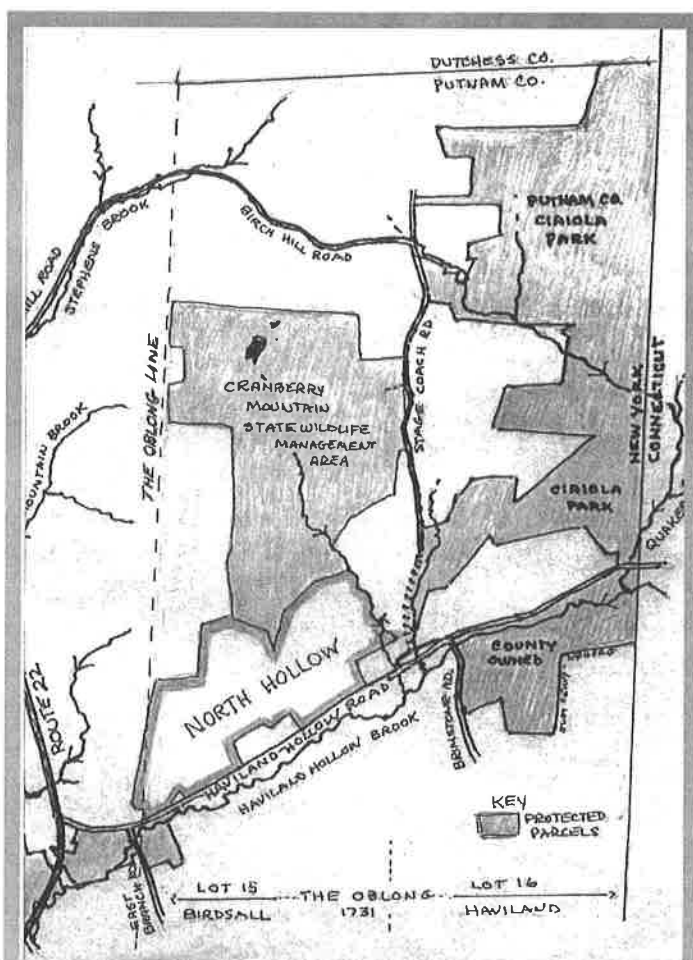 DUTCHESS CO.
PUTNAM CO.
PUTNAM CO.
CIRIOLA
PARK
HILL ROAD
STEPHENS BROOK
BIRCH HILL ROAD
THE OBLONG LINE
CRANBERRY
MOUNTAIN
STATE WILDLIFE
MANAGEMENT
AREA
STAGE COACH RD
NEW YORK
CONNECTICUT
MOUNTAIN BROOK
CIRIOLA
PARK
QUAKER
NORTH HOLLOW
COUNTY
OWNED
ROUTE 22
HAVILAND HOLLOW ROAD
HAVILAND HOLLOW BROOK
BRIMSTONE RD.
KEY
PROTECTED
PARCELS
EAST
BRANCH RD
LOT 15
THE OBLONG
LOT 16
BIRDSALL
1731
HAVILAND